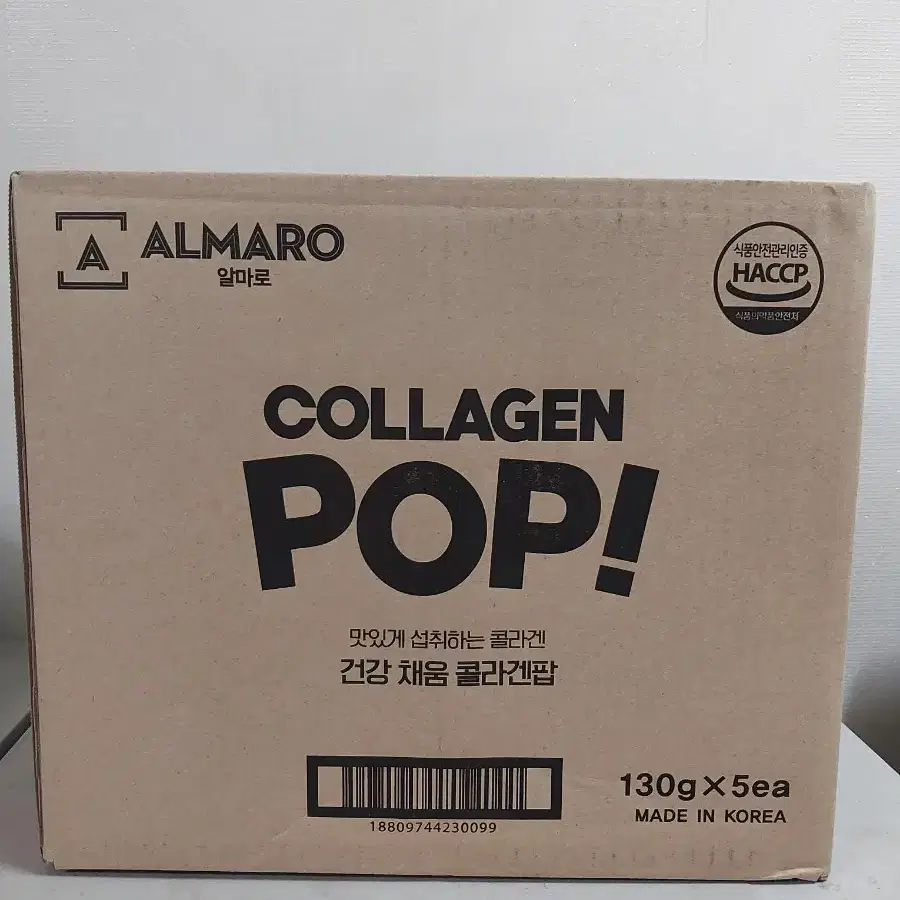 A ALMARO
알마로
식품안전관리인증
HACCP
식품의약품안전처
COLLAGEN
POP!
맛있게 섭취하는 콜라겐
건강 채움 콜라겐팝
18809744230099
130g×5ea
MADE IN KOREA